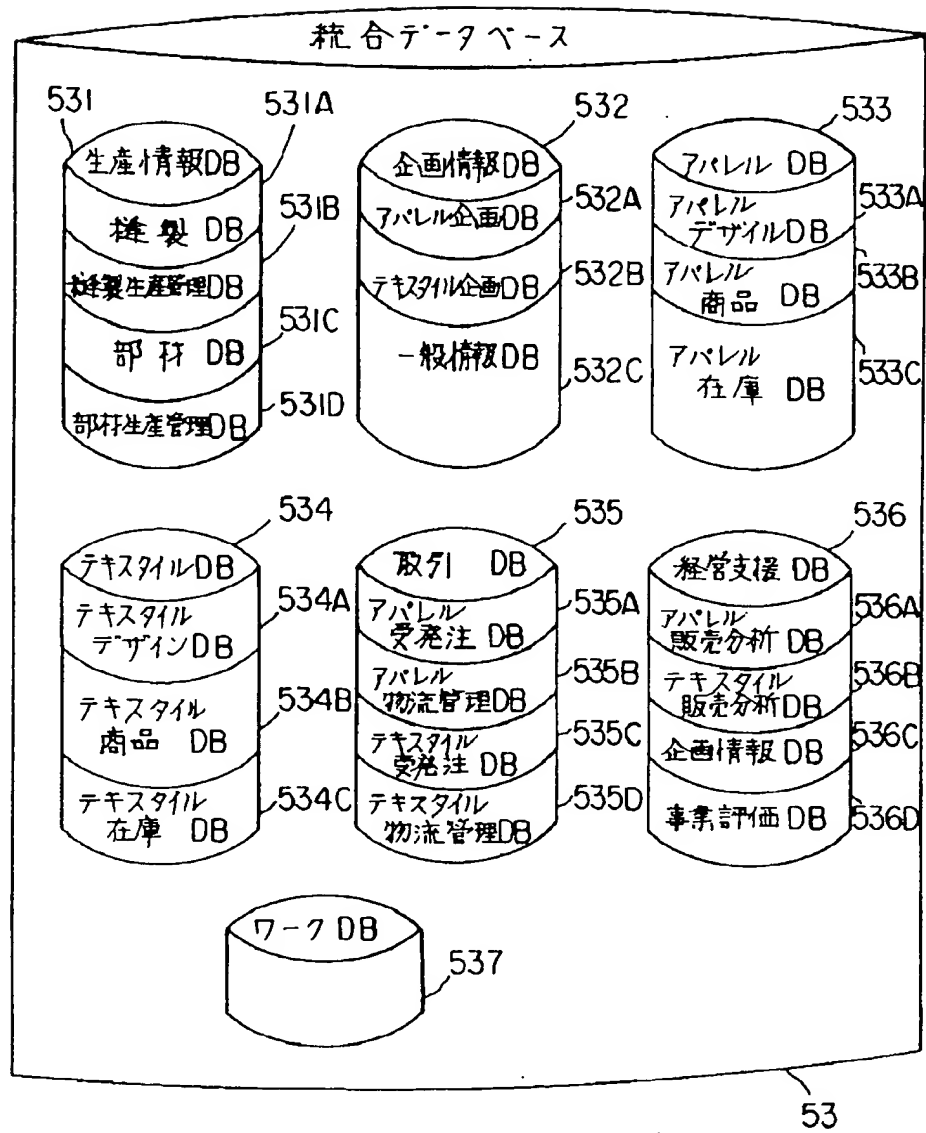 統合データベース
531
531A
生産情報DB
縫製 DB
531B
縫製生産管理DB
531C
部材 DB
531D
部材生産管理DB
532
企画情報DB
532A
アパレル企画DB
532B
テキスタイル企画DB
一般情報DB
532C
533
アパレル DB
アパレル
デザイルDB
533A
533B
アパレル
商品 DB
533C
アパレル
在庫 DB
534
テキスタイルDB
534A
テキスタイル
デザインDB
534B
テキスタイル
商品 DB
534C
テキスタイル
在庫 DB
535
取引 DB
535A
アパレル
受発注 DB
535B
アパレル
物流管理DB
535C
テキスタイル
受発注 DB
535D
テキスタイル
物流管理DB
536
経営支援DB
536A
アパレル
販売分析DB
536B
テキスタイル
販売分析DB
536C
企画情報DB
536D
事業評価DB
ワークDB
537
53